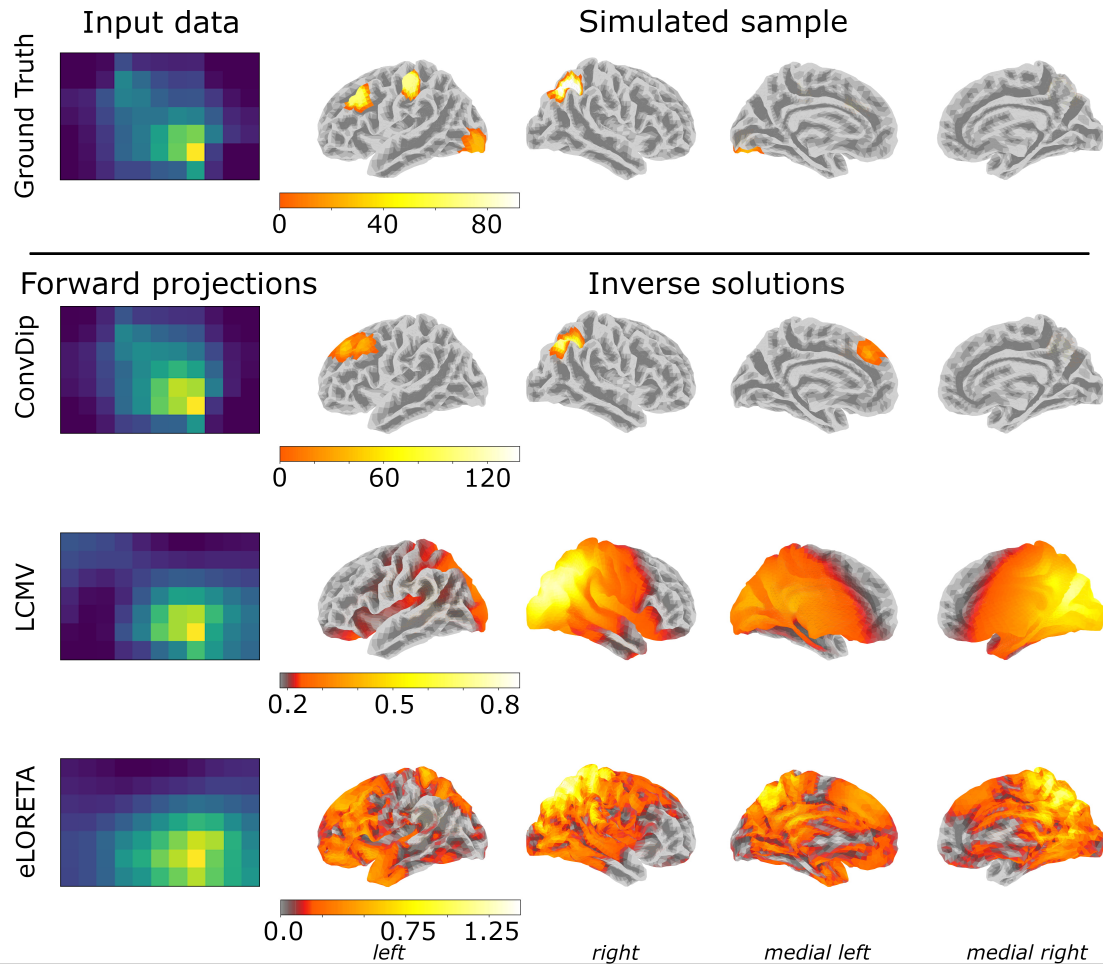 Input data
Simulated sample
Ground Truth
0 40 80
Forward projections
Inverse solutions
ConvDip
0 60 120
LCMV
0.2 0.5 0.8
eLORETA
0.0 0.75 1.25
left right medial left medial right